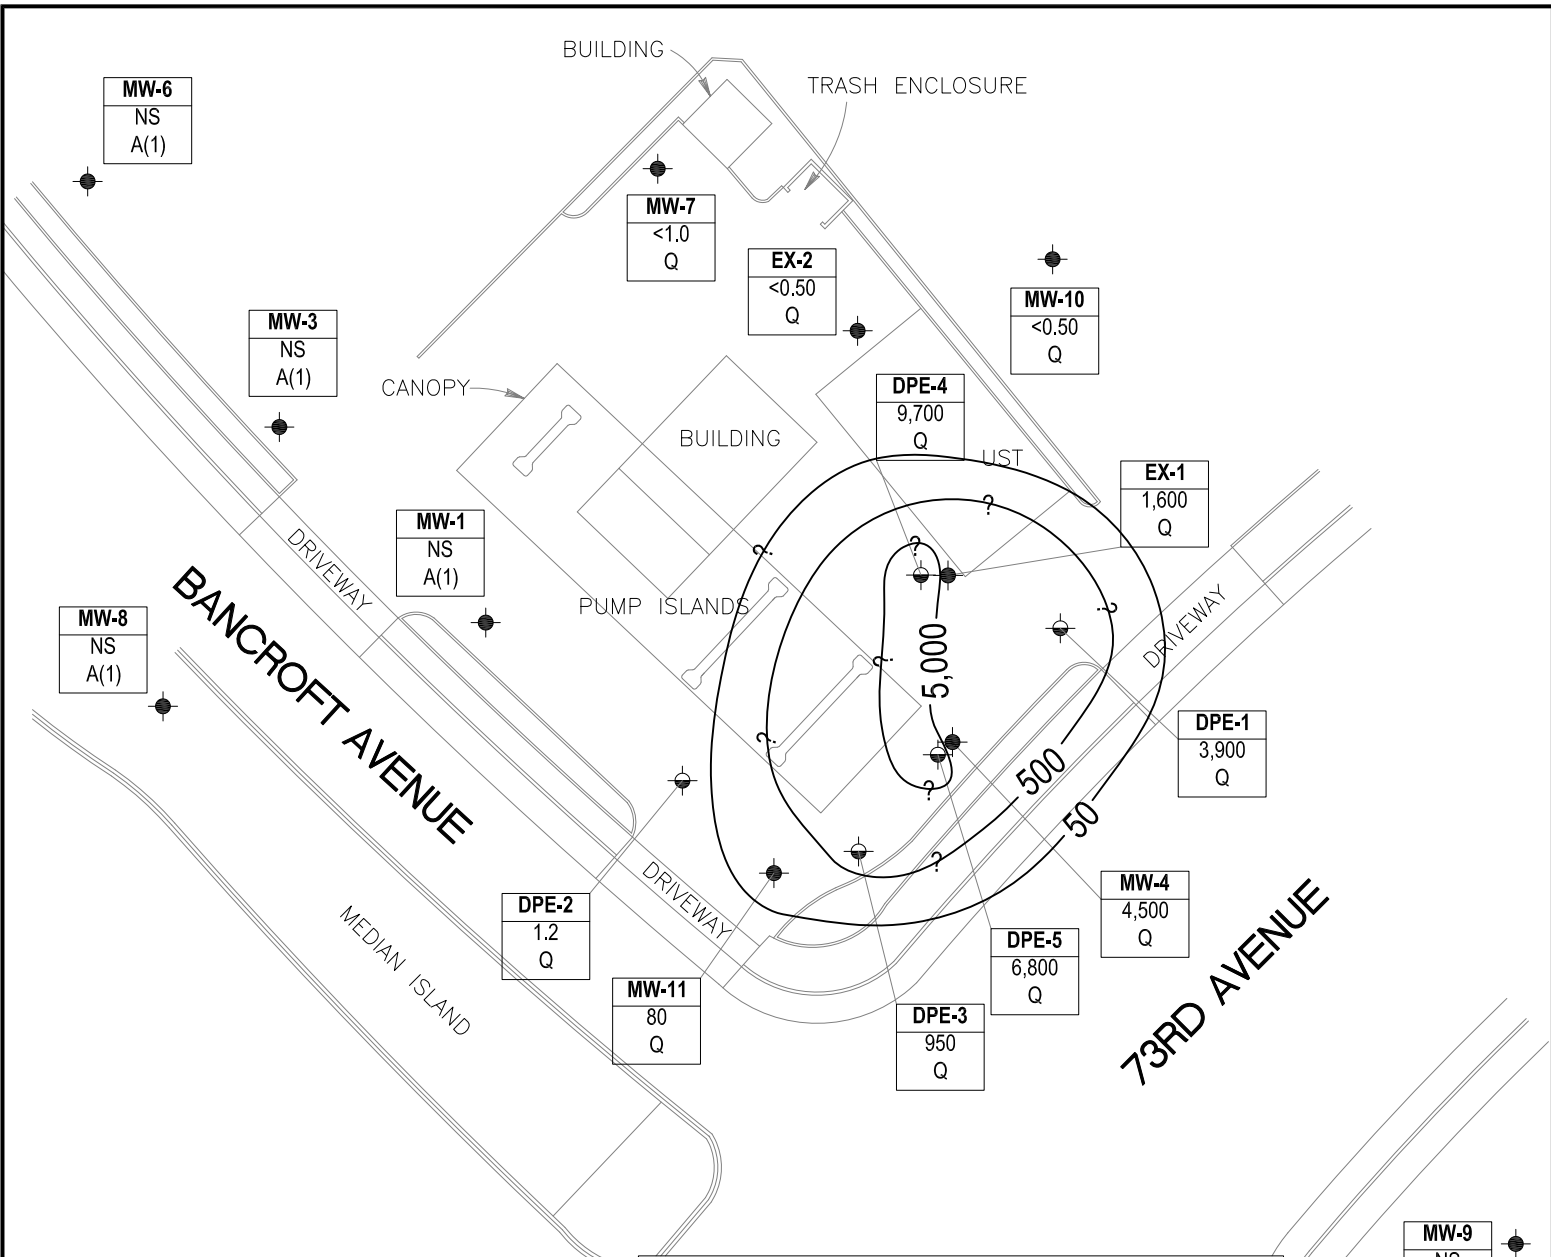 BUILDING
TRASH ENCLOSURE
MW-6
NS
A(1)
MW-7
<1.0
Q
EX-2
<0.50
Q
MW-10
<0.50
Q
MW-3
NS
A(1)
CANOPY
DPE-4
9,700
Q
BUILDING
UST
EX-1
1,600
Q
MW-1
NS
A(1)
DRIVEWAY
?
?
?
PUMP ISLANDS
?
DRIVEWAY
MW-8
NS
A(1)
BANCROFT AVENUE
?
5,000
?
DPE-1
3,900
Q
500
?
50
?
DRIVEWAY
MW-4
4,500
Q
DPE-2
1.2
Q
MEDIAN ISLAND
DPE-5
6,800
Q
73RD AVENUE
MW-11
80
Q
DPE-3
950
Q
MW-9
NS